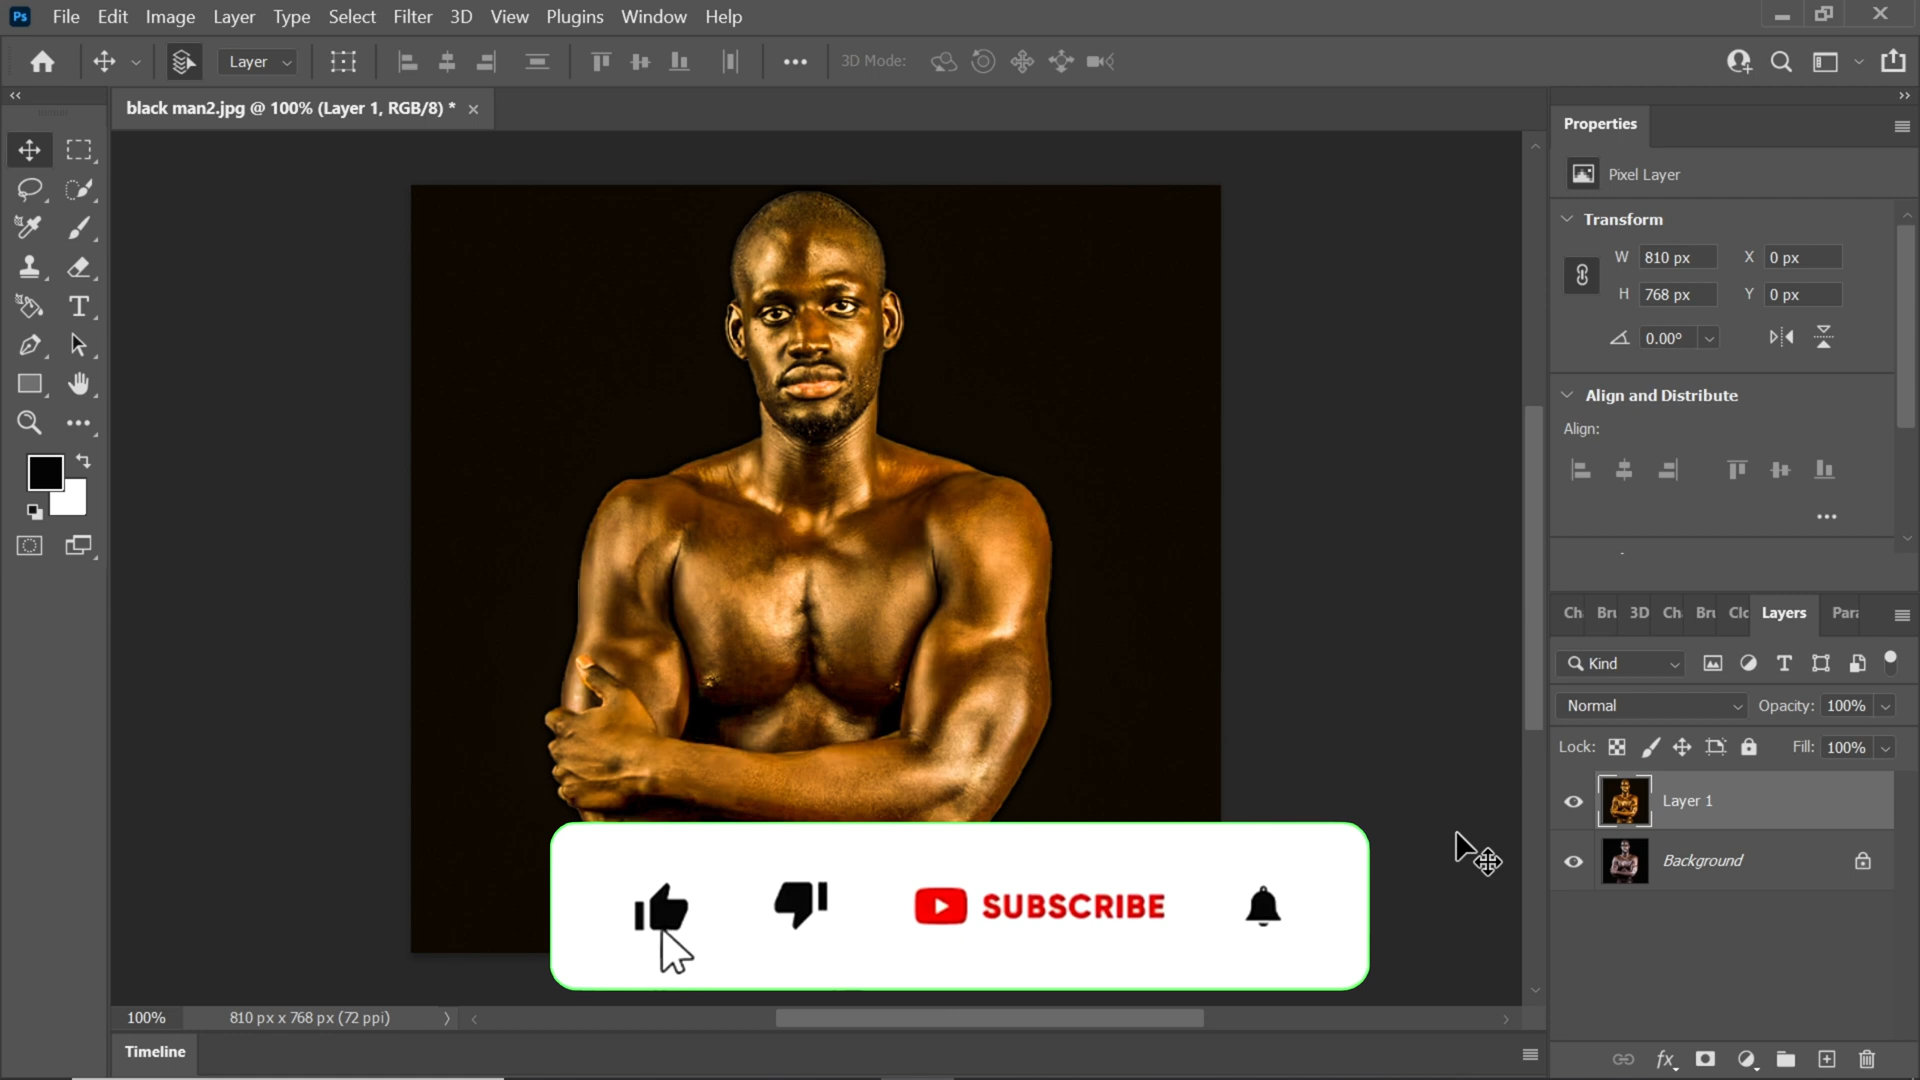 Ps File Edit Image Layer Type Select Filter 3D View Plugins Window Help
Layer 3D Mode:
black man2.jpg @ 100% (Layer 1, RGB/8) *
Properties
Pixel Layer
Transform
W 810 px X 0 px
H 768 px Y 0 px
0.00°
Align and Distribute
Align:
Ch Bru 3D Ch Bru Clo Layers Para
Kind
Normal Opacity: 100%
Lock: Fill: 100%
Layer 1
Background
SUBSCRIBE
100% 810 px x 768 px (72 ppi)
Timeline
fx